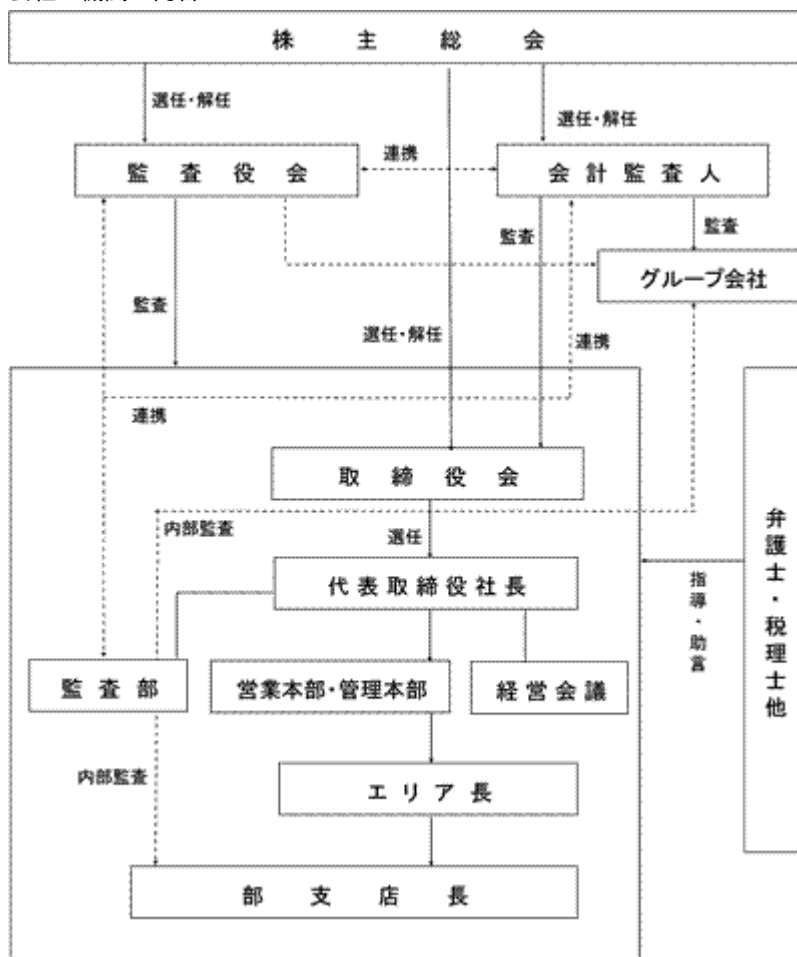 株主総会
選任・解任
選任・解任
監査役会
連携
会計監査人
監査
監査
グループ会社
監査
選任・解任
連携
連携
取締役会
内部監査
選任
代表取締役社長
指導・助言
弁護士・税理士他
監査部
営業本部・管理本部
経営会議
内部監査
エリア長
部支店長